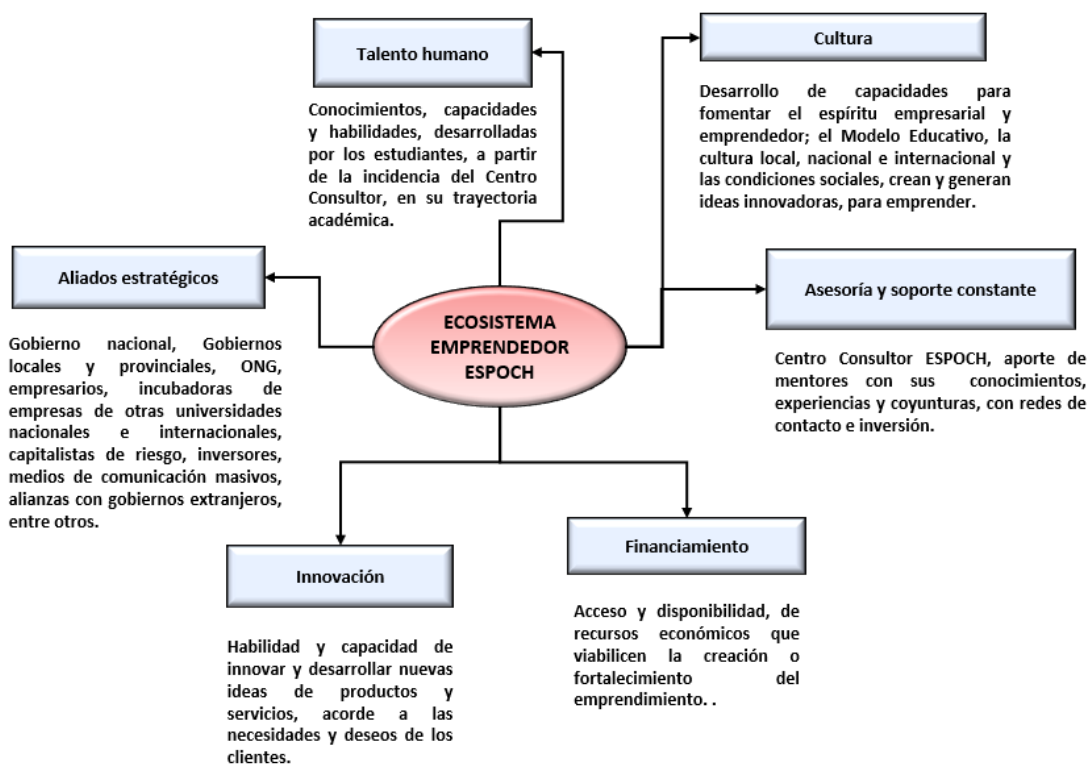 Talento humano
Conocimientos, capacidades
y habilidades, desarrolladas
por los estudiantes, a partir
de la incidencia del Centro
Consultor, en su trayectoria
académica.
Cultura
Desarrollo de capacidades para
fomentar el espíritu empresarial y
emprendedor; el Modelo Educativo, la
cultura local, nacional e internacional y
las condiciones sociales, crean y generan
ideas innovadoras, para emprender.
Aliados estratégicos
Gobierno nacional, Gobiernos
locales y provinciales, ONG,
empresarios, incubadoras de
empresas de otras universidades
nacionales e internacionales,
capitalistas de riesgo, inversores,
medios de comunicación masivos,
alianzas con gobiernos extranjeros,
entre otros.
ECOSISTEMA
EMPRENDEDOR
ESPOCH
Asesoría y soporte constante
Centro Consultor ESPOCH, aporte de
mentores con sus conocimientos,
experiencias y coyunturas, con redes de
contacto e inversión.
Innovación
Habilidad y capacidad de
innovar y desarrollar nuevas
ideas de productos y
servicios, acorde a las
necesidades y deseos de los
clientes.
Financiamiento
Acceso y disponibilidad, de
recursos económicos que
viabilicen la creación o
fortalecimiento del
emprendimiento. .